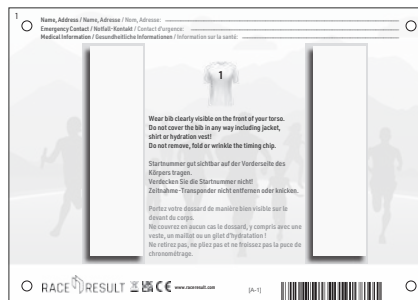 1
Name, Address / Name, Adresse / Nom, Adresse:
Emergency Contact / Notfall-Kontakt / Contact d'urgence:
Medical Information / Gesundheitliche Informationen / Information sur la santé:
1
Wear bib clearly visible on the front of your torso.
Do not cover the bib in any way including jacket,
shirt or hydration vest!
Do not remove, fold or wrinkle the timing chip.
Startnummer gut sichtbar auf der Vorderseite des
Körpers tragen.
Verdecken Sie die Startnummer nicht!
Zeitnahme-Transponder nicht entfernen oder knicken.
Portez votre dossard de manière bien visible sur le
devant du corps.
Ne couvrez en aucun cas le dossard, y compris avec une
veste, un maillot ou un gilet d'hydratation !
Ne retirez pas, ne pliez pas et ne froissez pas la puce de
chronométrage.
RACE RESULT CE www.raceresult.com [A-1]